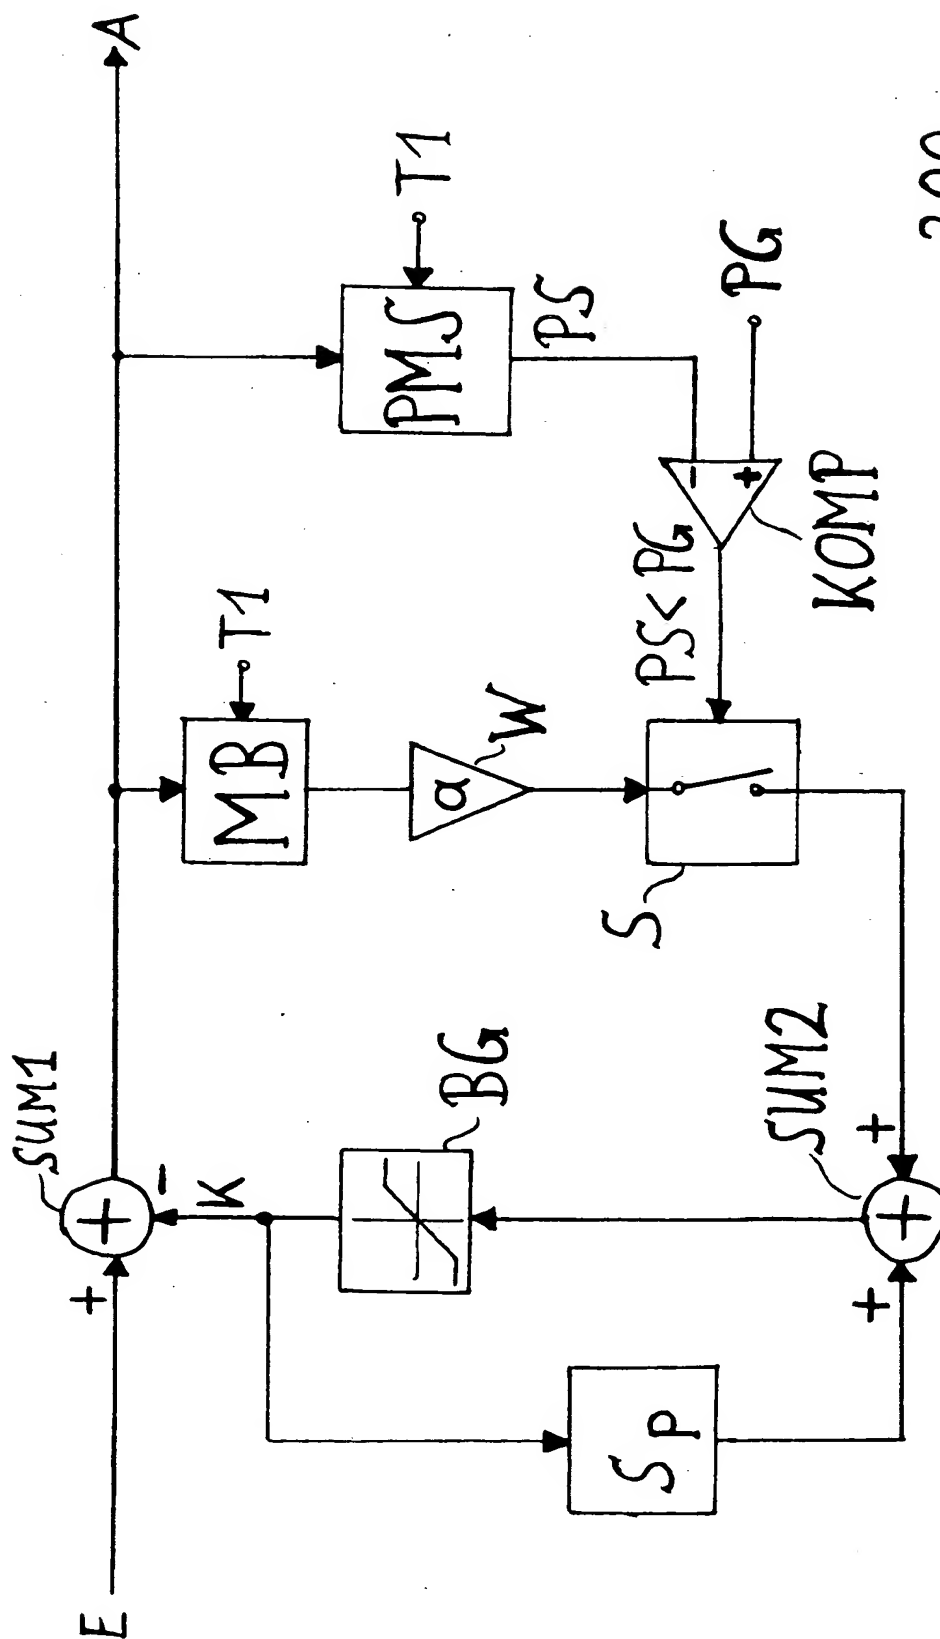 E
+
SUM1
+
-
K
BG
Sp
SUM2
+
+
+
MB
T1
a
W
S
PMS
T1
PS
PS<PG
-
+
KOMP
PG
A